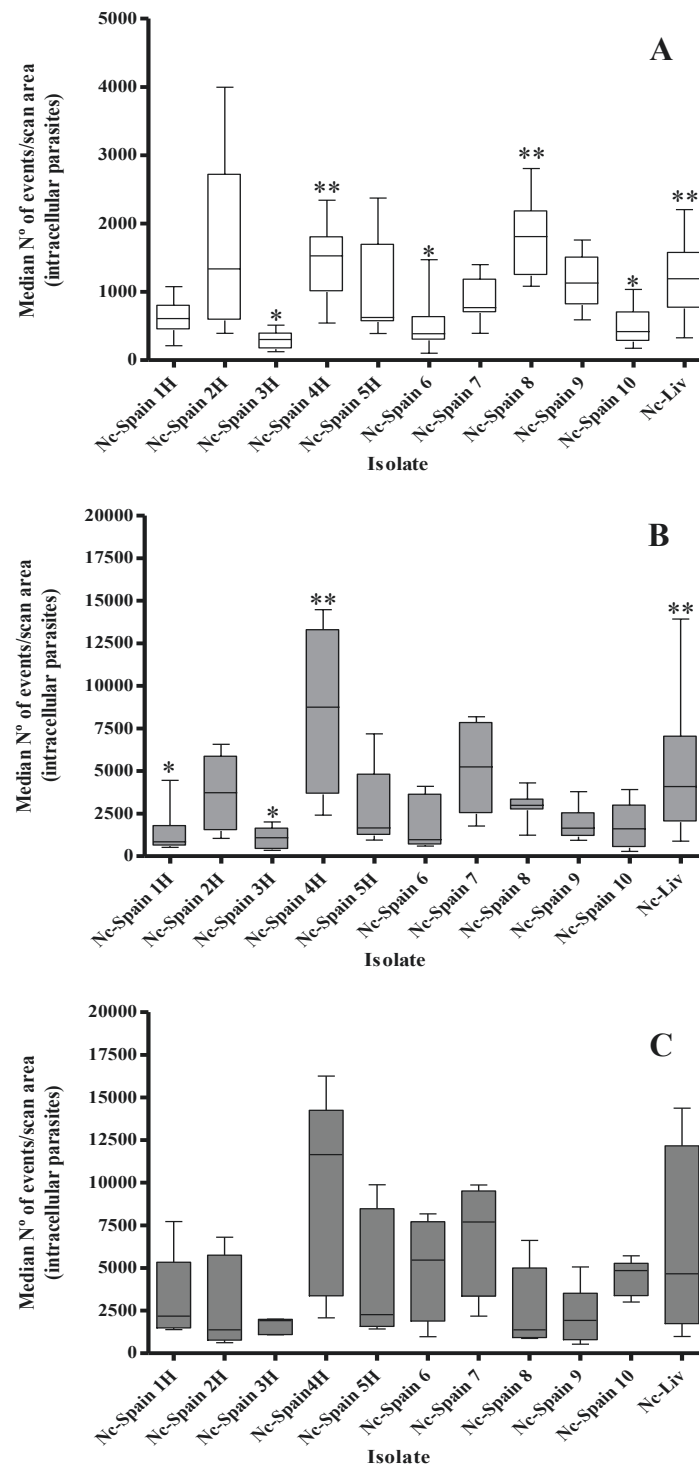 A
Median Nº of events/scan area
(intracellular parasites)
5000
4000
3000
2000
1000
0
**
**
**
*
*
*
Nc-Spain 1H
Nc-Spain 2H
Nc-Spain 3H
Nc-Spain 4H
Nc-Spain 5H
Nc-Spain 6
Nc-Spain 7
Nc-Spain 8
Nc-Spain 9
Nc-Spain 10
Nc-Liv
Isolate
B
Median Nº of events/scan area
(intracellular parasites)
20000
17500
15000
12500
10000
7500
5000
2500
0
*
*
**
**
Nc-Spain 1H
Nc-Spain 2H
Nc-Spain 3H
Nc-Spain 4H
Nc-Spain 5H
Nc-Spain 6
Nc-Spain 7
Nc-Spain 8
Nc-Spain 9
Nc-Spain 10
Nc-Liv
Isolate
C
Median Nº of events/scan area
(intracellular parasites)
20000
17500
15000
12500
10000
7500
5000
2500
0
Nc-Spain 1H
Nc-Spain 2H
Nc-Spain 3H
Nc-Spain4H
Nc-Spain 5H
Nc-Spain 6
Nc-Spain 7
Nc-Spain 8
Nc-Spain 9
Nc-Spain 10
Nc-Liv
Isolate